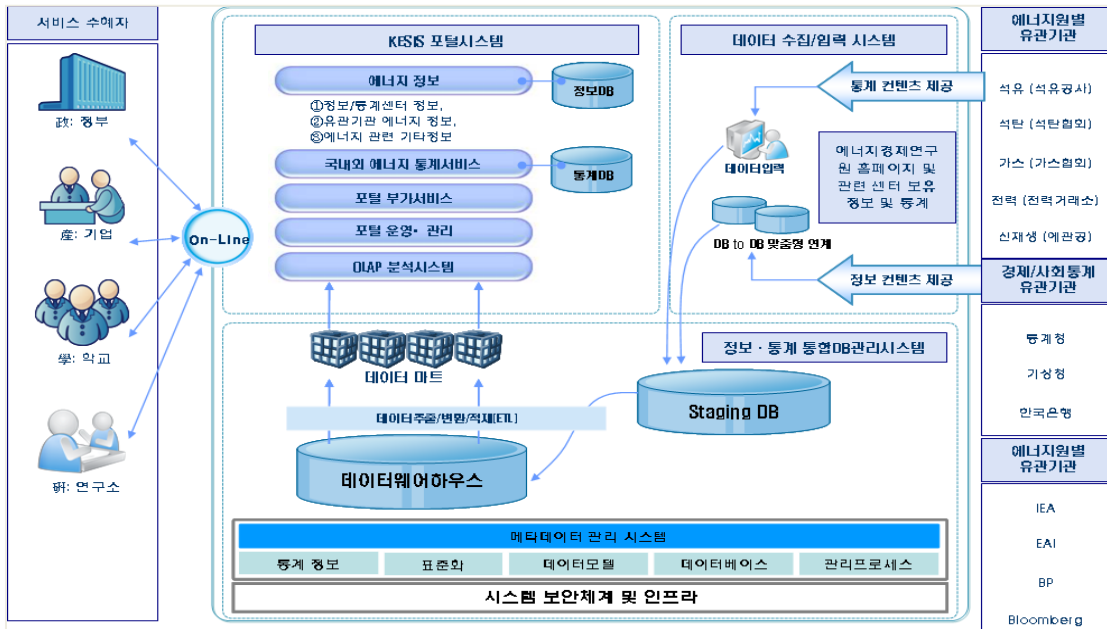 서비스 수혜자
政: 정부
産: 기업
學: 학교
硏: 연구소
On-Line
KESIS 포털시스템
에너지 정보
①정보/통계센터 정보,
②유관기관 에너지 정보,
③에너지 관련 기타정보
정보DB
국내외 에너지 통계서비스
통계DB
포털 부가서비스
포털 운영· 관리
OLAP 분석시스템
데이터 수집/입력 시스템
통계 컨텐츠 제공
데이터입력
에너지경제연구
원 홈페이지 및
관련 센터 보유
정보 및 통계
DB to DB 맞춤형 연계
정보 컨텐츠 제공
정보 · 통계 통합DB관리시스템
데이터 마트
데이터추출/변환/적재(ETL)
데이터웨어하우스
Staging DB
메타데이터 관리 시스템
통계 정보
표준화
데이터모델
데이터베이스
관리프로세스
시스템 보안체계 및 인프라
에너지원별
유관기관
석유 (석유공사)
석탄 (석탄협회)
가스 (가스협회)
전력 (전력거래소)
신재생 (에관공)
경제/사회통계
유관기관
통계청
기상청
한국은행
에너지원별
유관기관
IEA
EAI
BP
Bloomberg